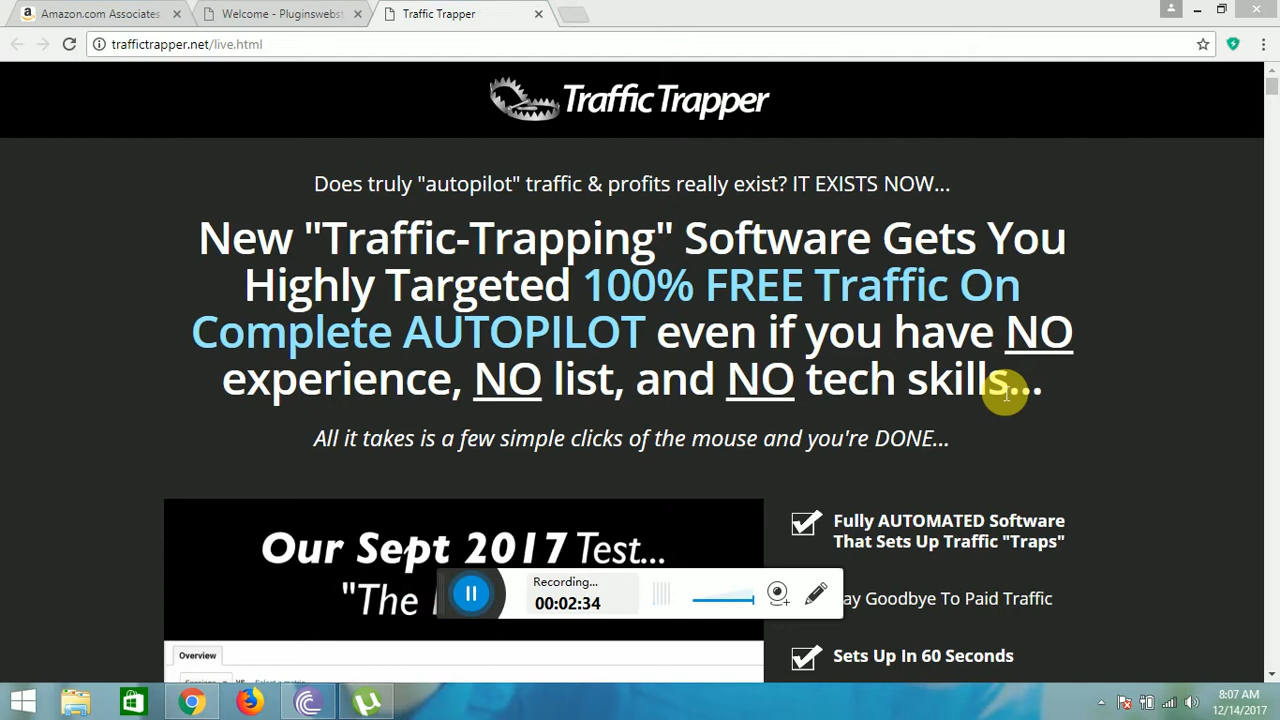 Amazon.com Associates
Welcome - Pluginswebst
Traffic Trapper
traffictrapper.net/live.html
Traffic Trapper
Does truly "autopilot" traffic & profits really exist? IT EXISTS NOW...
New "Traffic-Trapping" Software Gets You
Highly Targeted 100% FREE Traffic On
Complete AUTOPILOT even if you have NO
experience, NO list, and NO tech skills...
All it takes is a few simple clicks of the mouse and you're DONE...
Our Sept 2017 Test...
"The
Fully AUTOMATED Software
That Sets Up Traffic "Traps"
ay Goodbye To Paid Traffic
Sets Up In 60 Seconds
Recording...
00:02:34
Overview
8:07 AM
12/14/2017